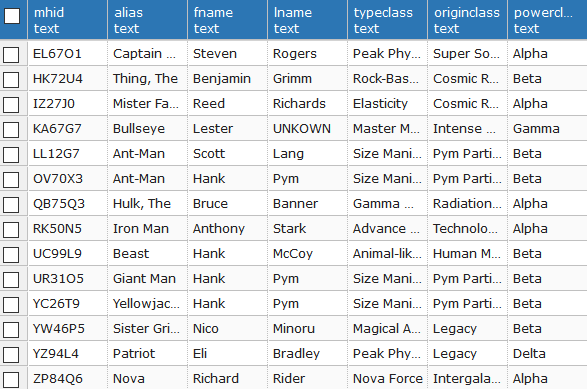 mhid alias fname lname typeclass originclass powercl...
text text text text text text text
EL67O1 Captain ... Steven Rogers Peak Phy... Super So... Alpha
HK72U4 Thing, The Benjamin Grimm Rock-Bas... Cosmic R... Beta
IZ27J0 Mister Fa... Reed Richards Elasticity Cosmic R... Alpha
KA67G7 Bullseye Lester UNKOWN Master M... Intense ... Gamma
LL12G7 Ant-Man Scott Lang Size Mani... Pym Parti... Beta
OV70X3 Ant-Man Hank Pym Size Mani... Pym Parti... Beta
QB75Q3 Hulk, The Bruce Banner Gamma ... Radiation... Alpha
RK50N5 Iron Man Anthony Stark Advance ... Technolo... Alpha
UC99L9 Beast Hank McCoy Animal-lik... Human M... Beta
UR31O5 Giant Man Hank Pym Size Mani... Pym Parti... Beta
YC26T9 Yellowjac... Hank Pym Size Mani... Pym Parti... Beta
YW46P5 Sister Gri... Nico Minoru Magical A... Legacy Beta
YZ94L4 Patriot Eli Bradley Peak Phy... Legacy Delta
ZP84Q6 Nova Richard Rider Nova Force Intergala... Alpha